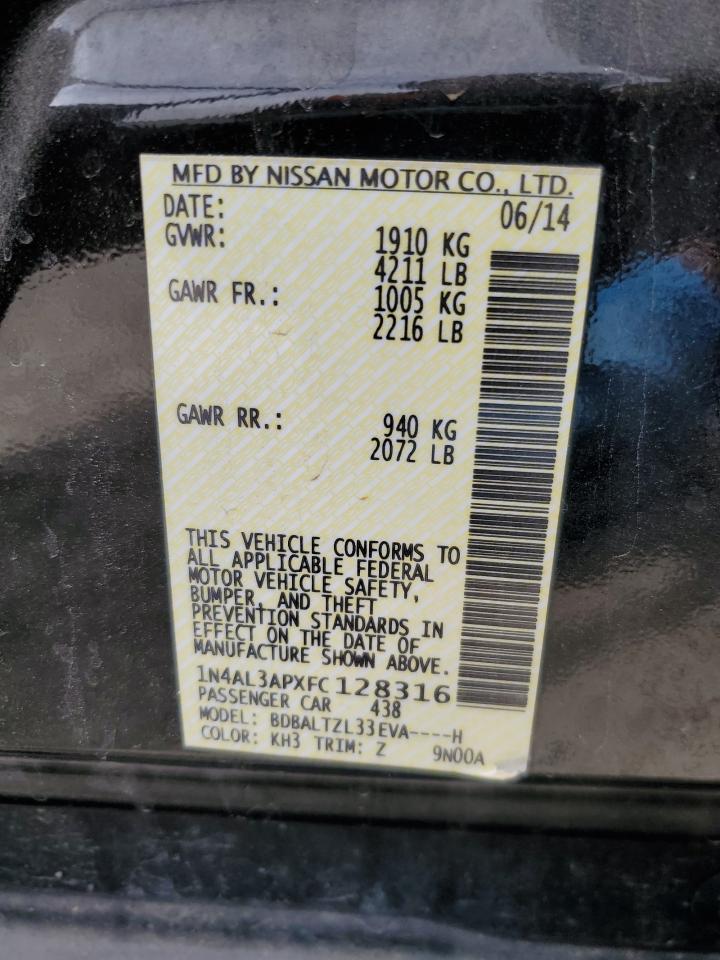 MFD BY NISSAN MOTOR CO., LTD.
DATE: 06/14
GVWR: 1910 KG
4211 LB
GAWR FR.: 1005 KG
2216 LB
GAWR RR.: 940 KG
2072 LB
THIS VEHICLE CONFORMS TO
ALL APPLICABLE FEDERAL
MOTOR VEHICLE SAFETY,
BUMPER, AND THEFT
PREVENTION STANDARDS IN
EFFECT ON THE DATE OF
MANUFACTURE SHOWN ABOVE.
1N4AL3APXFC128316
PASSENGER CAR 438
MODEL: BDBALTZL33EVA----H
COLOR: KH3 TRIM: Z 9N00A